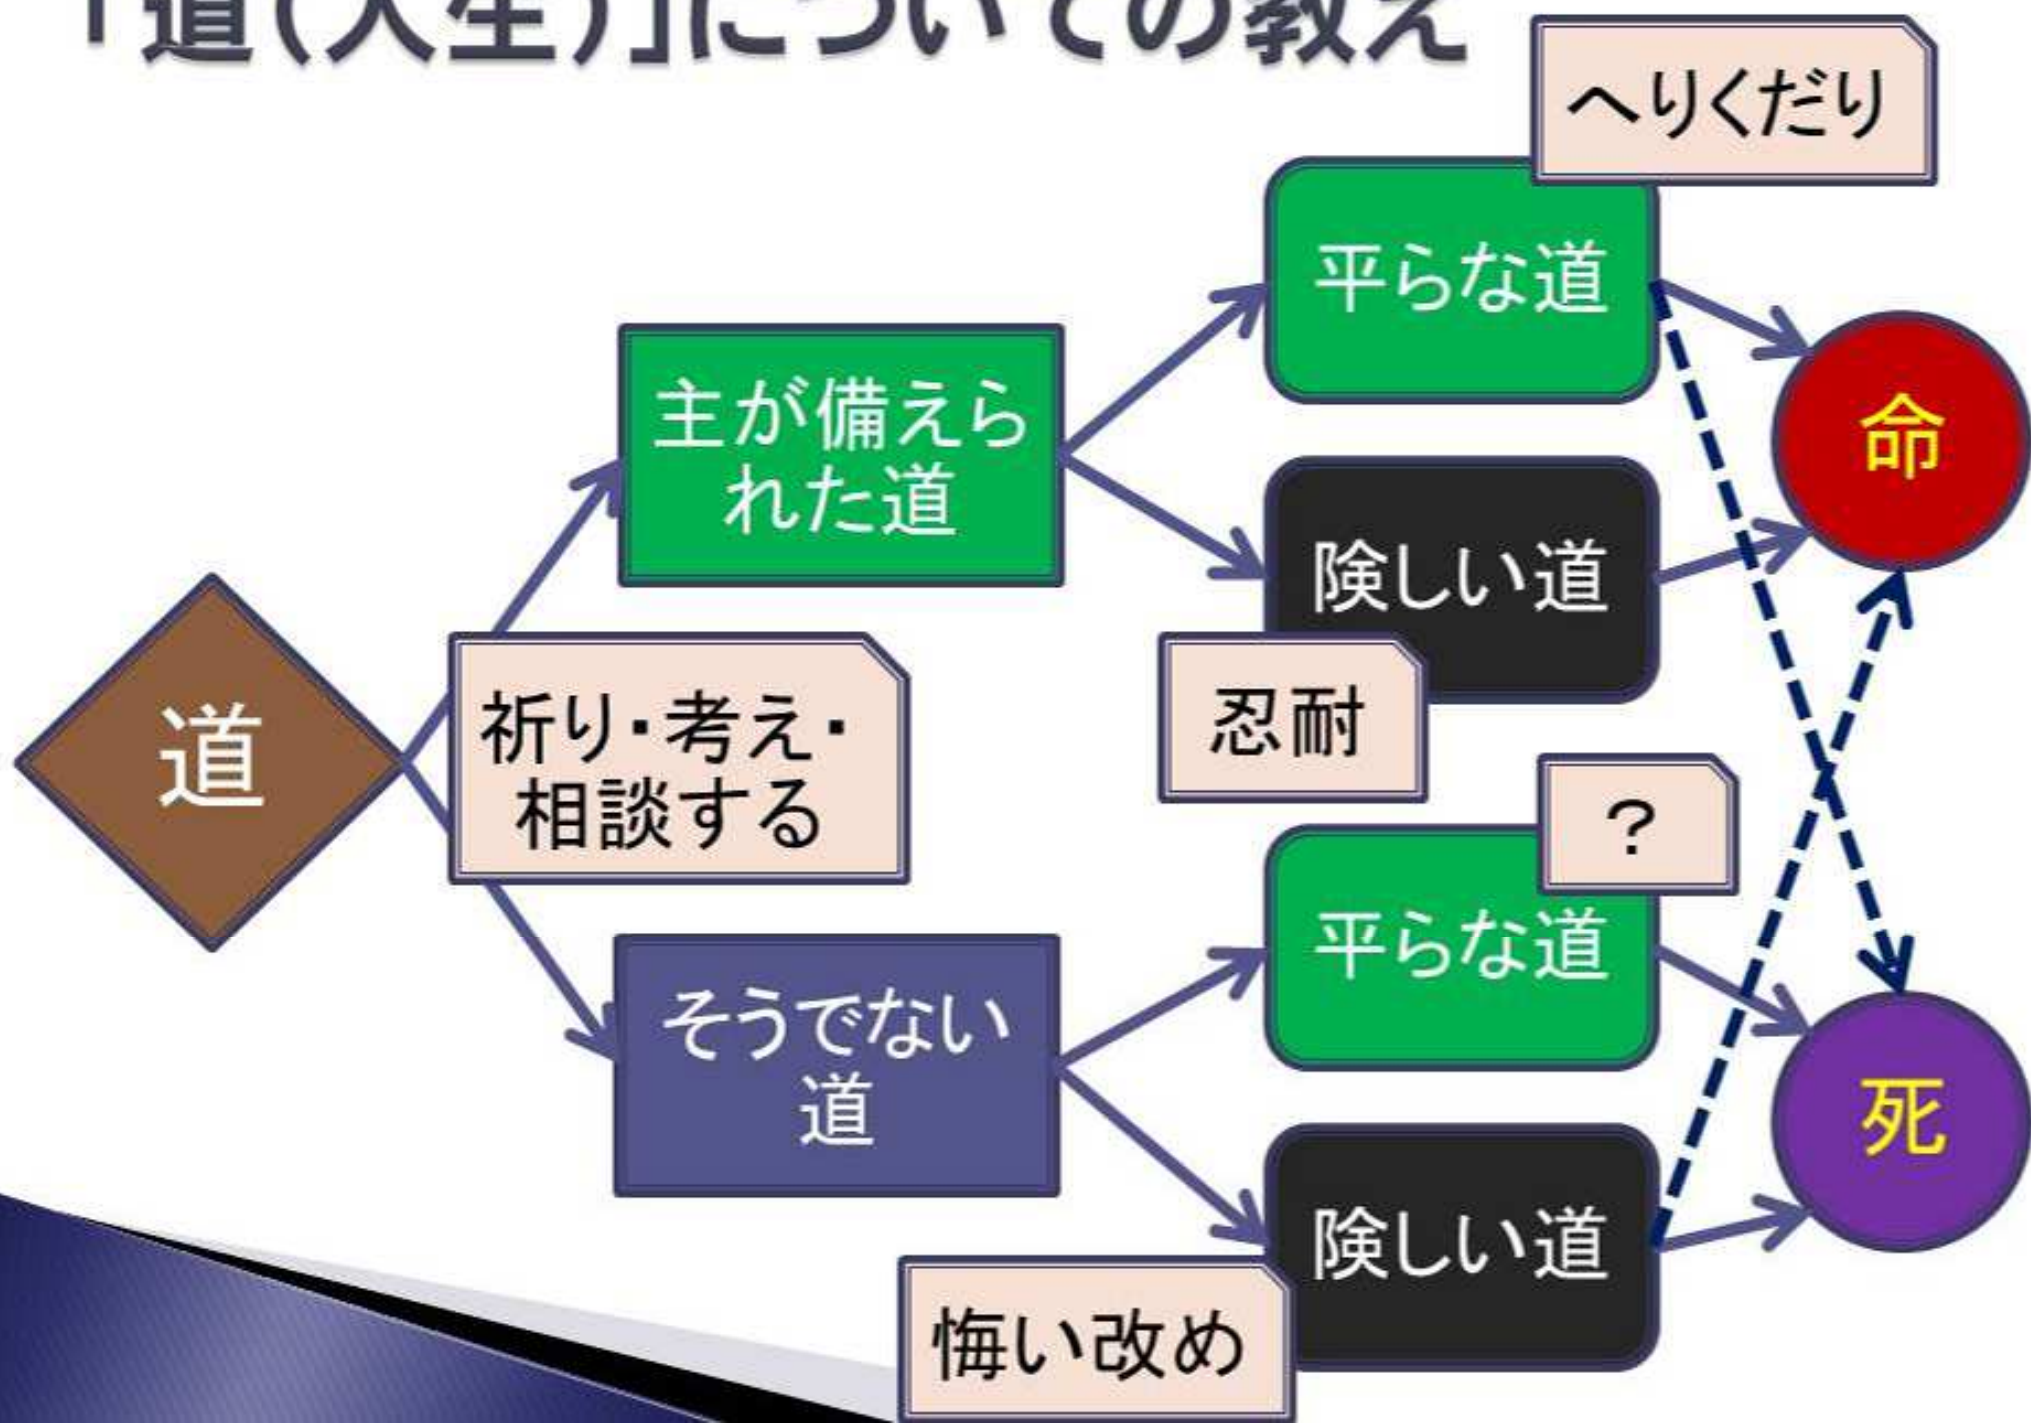 「道(人生)」についての教え
へりくだり
平らな道
主が備えら
れた道
命
険しい道
忍耐
道
祈り・考え・
相談する
?
平らな道
そうでない
道
死
険しい道
悔い改め